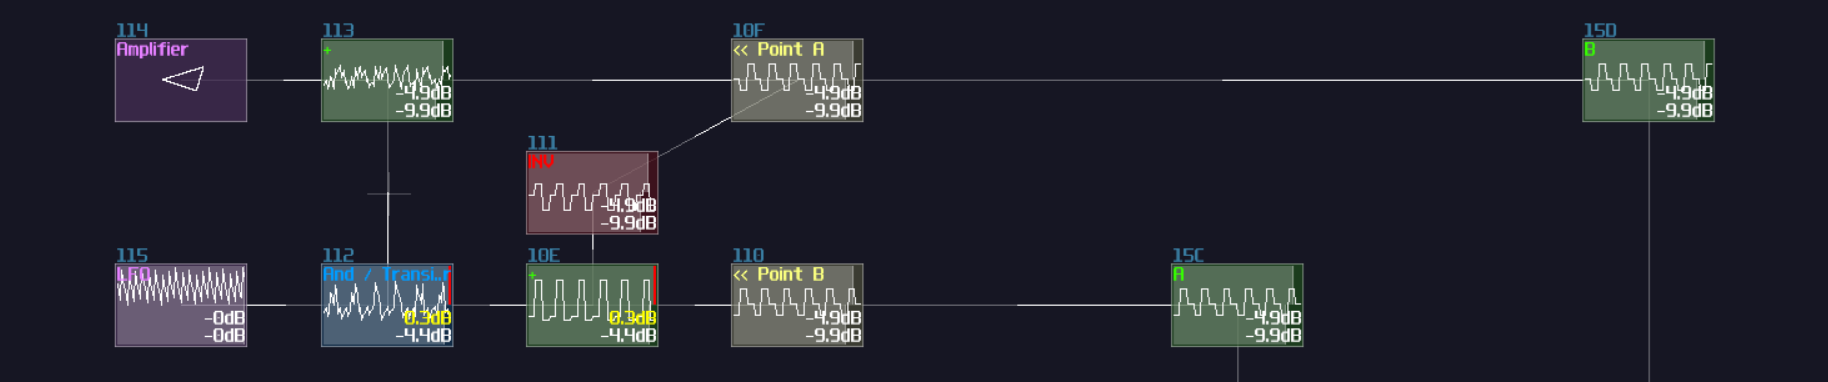 114
Amplifier
113
+
-4.9dB
-9.9dB
10F
<< Point A
-4.9dB
-9.9dB
15D
B
-4.9dB
-9.9dB
111
INV
-4.9dB
-9.9dB
115
LFO
-0dB
-0dB
112
And / Transi..r
0.3dB
-4.4dB
10E
+
0.3dB
-4.4dB
110
<< Point B
-4.9dB
-9.9dB
15C
A
-4.9dB
-9.9dB